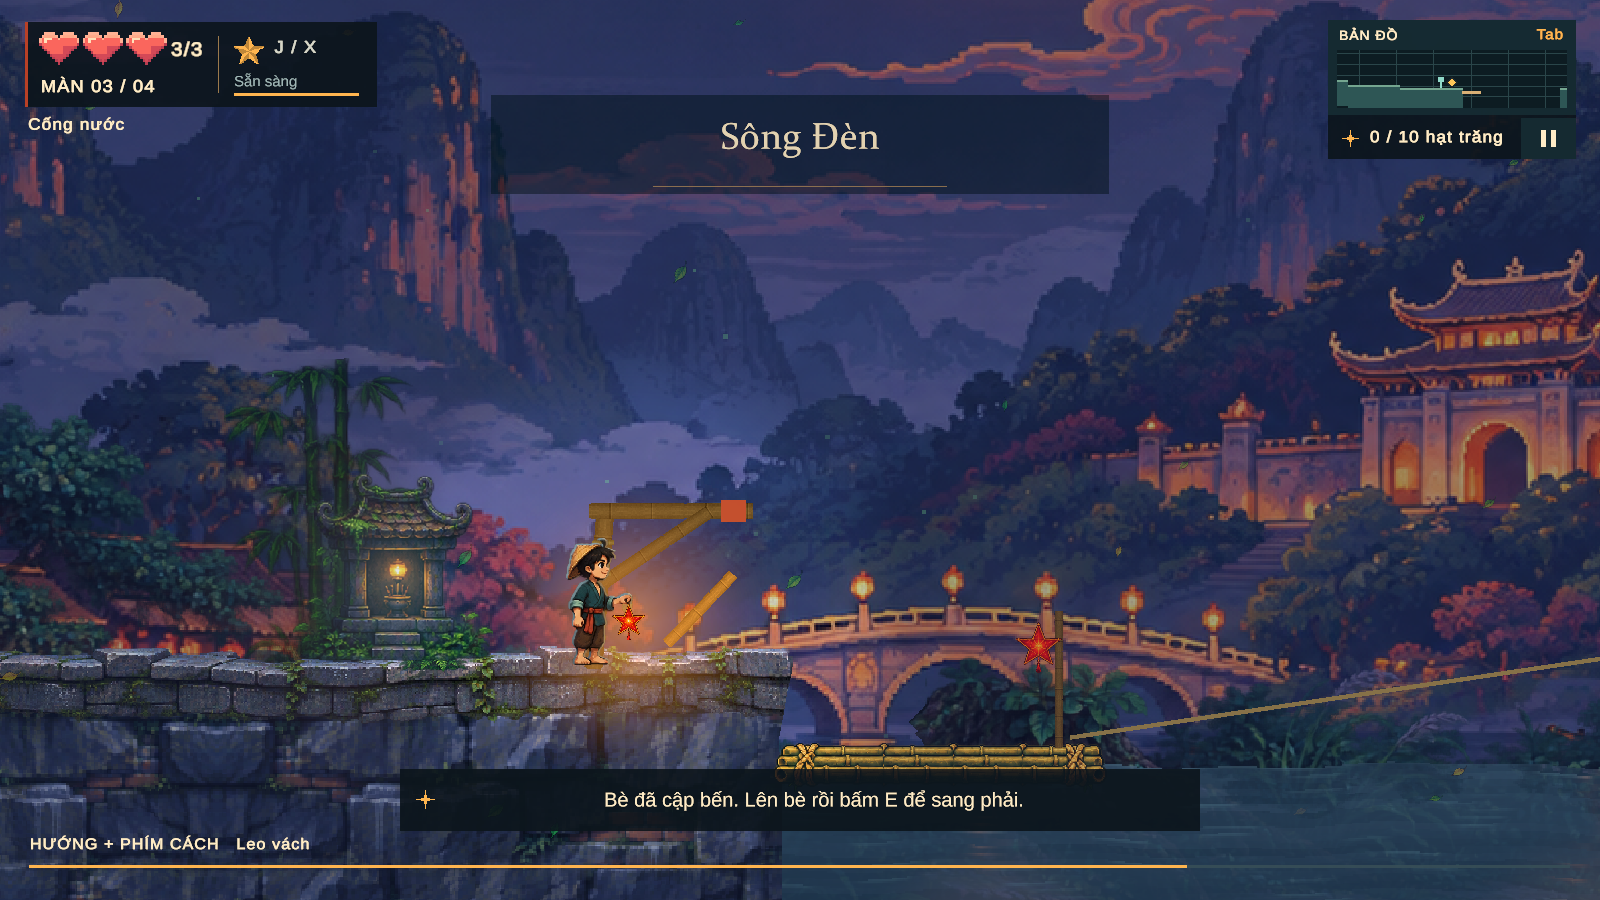 3/3
J / X
Sẵn sàng
MÀN 03 / 04
Cống nước
Sông Đèn
BẢN ĐỒ Tab
0 / 10 hạt trăng
Bè đã cập bến. Lên bè rồi bấm E để sang phải.
HƯỚNG + PHÍM CÁCH Leo vách